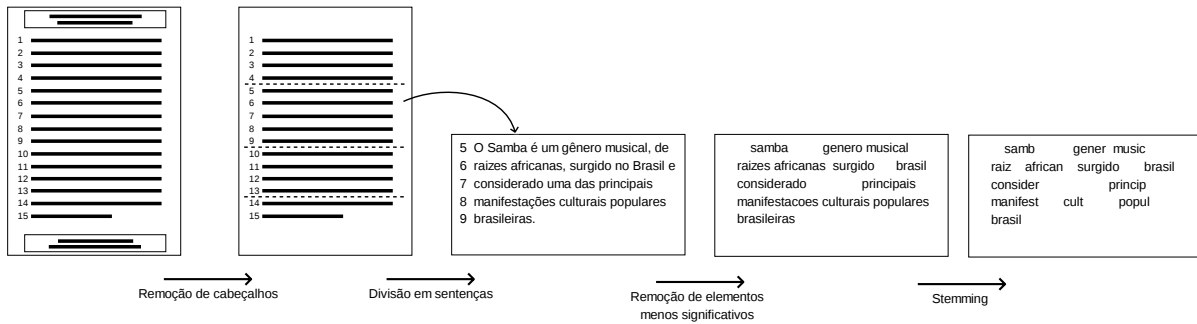 1
2
3
4
5
6
7
8
9
10
11
12
13
14
15
1
2
3
4
5
6
7
8
9
10
11
12
13
14
15
5 O Samba é um gênero musical, de
6 raizes africanas, surgido no Brasil e
7 considerado uma das principais
8 manifestações culturais populares
9 brasileiras.
samba genero musical
raizes africanas surgido brasil
considerado principais
manifestacoes culturais populares
brasileiras
samb gener music
raiz african surgido brasil
consider princip
manifest cult popul
brasil
Remoção de cabeçalhos
Divisão em sentenças
Remoção de elementos
menos significativos
Stemming